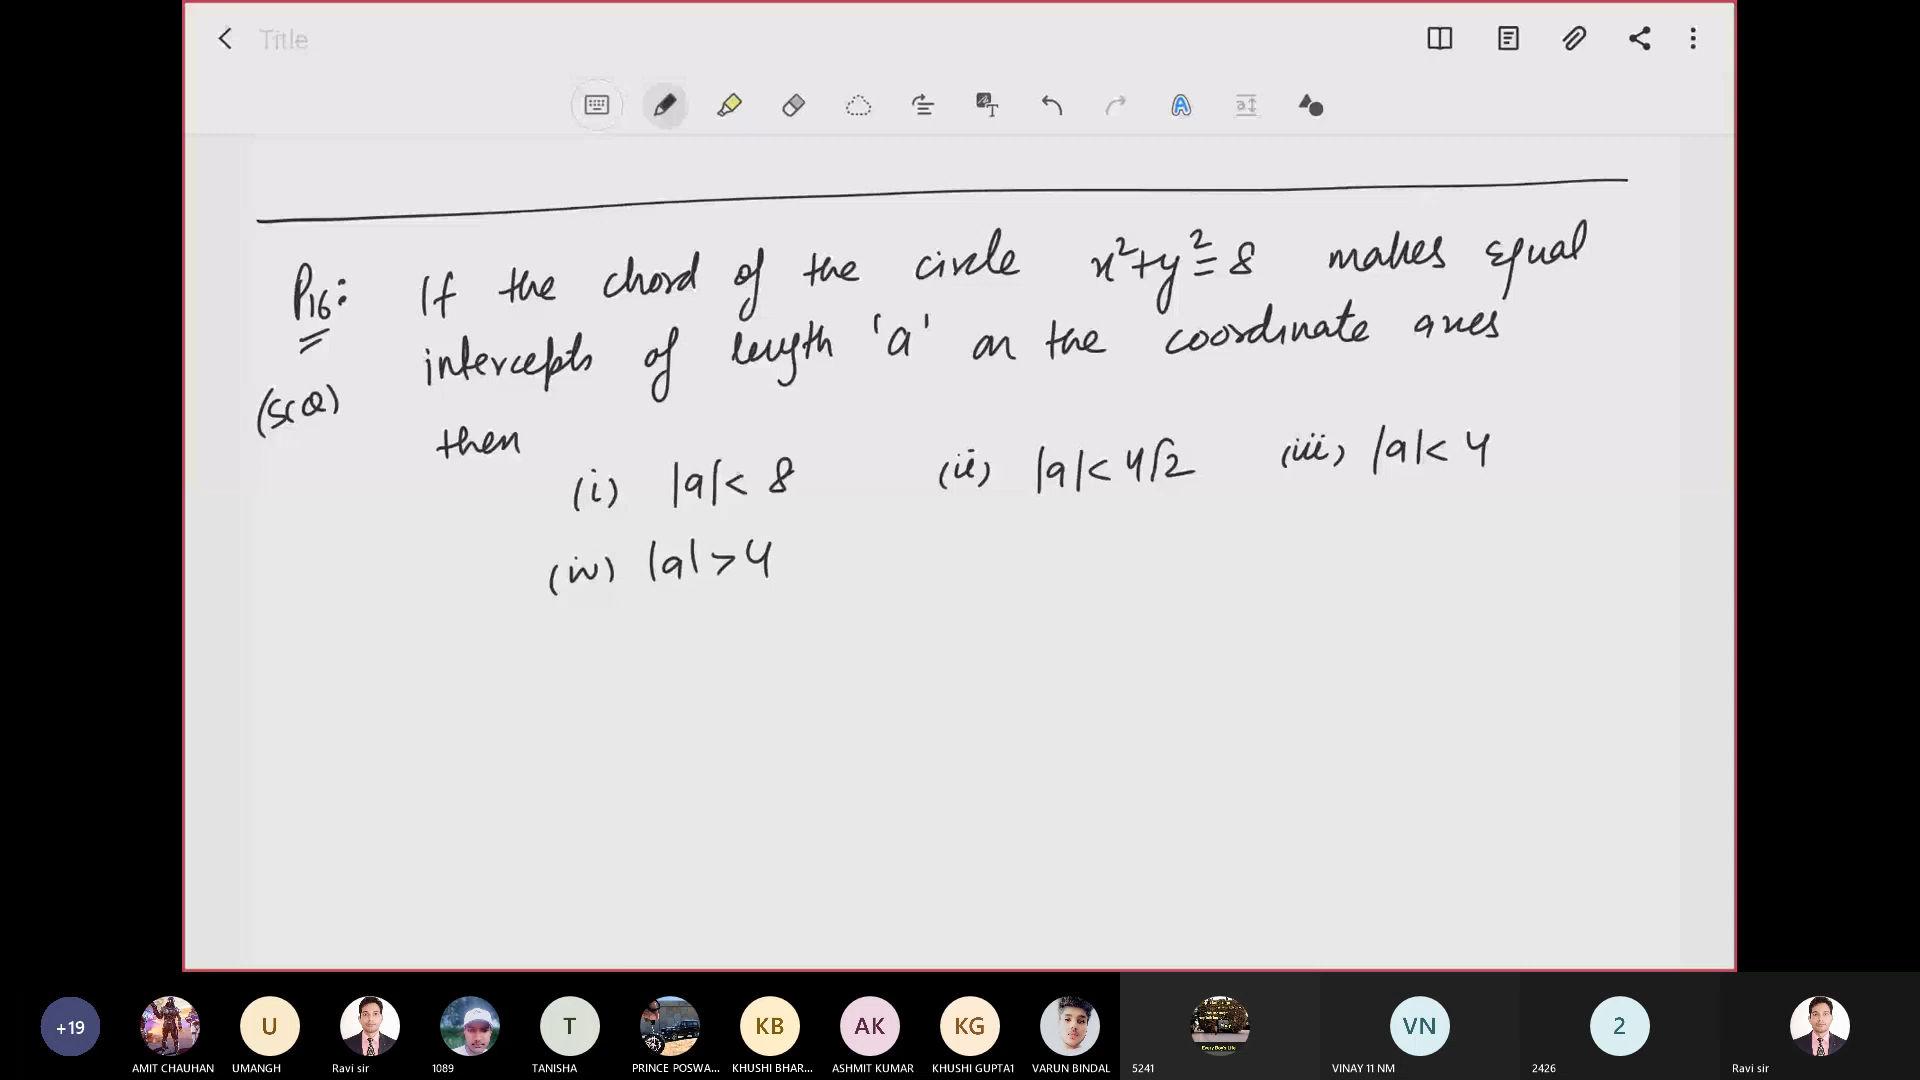 Title
P16: If the chord of the circle x²+y²=8 makes equal
intercepts of length 'a' on the coordinate axes
(SCQ)
then
(i) |a|< 8 (ii) |a|< 4√2 (iii) |a|< 4
(iv) |a| > 4
+19 U T KB AK KG VN 2
AMIT CHAUHAN UMANGH Ravi sir 1089 TANISHA PRINCE POSWA... KHUSHI BHAR... ASHMIT KUMAR KHUSHI GUPTA1 VARUN BINDAL 5241 VINAY 11 NM 2426 Ravi sir